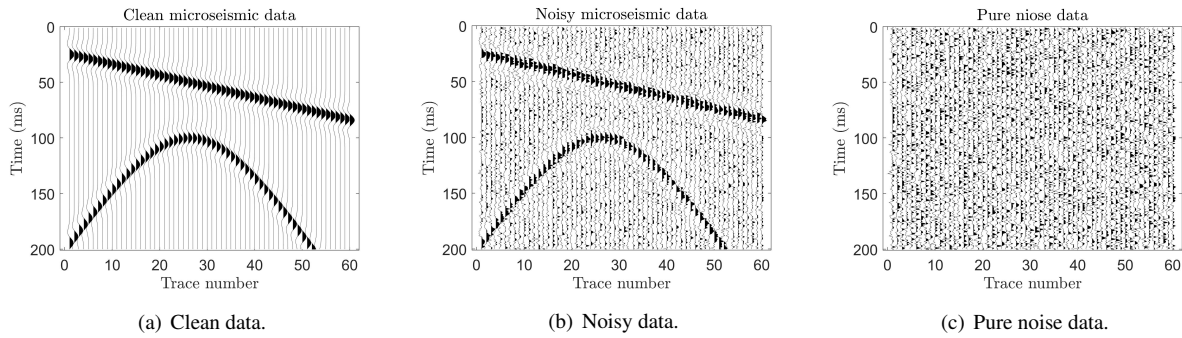 Clean microseismic data
0
50
100
150
200
Time (ms)
0 10 20 30 40 50 60
Trace number
(a) Clean data.
Noisy microseismic data
0
50
100
150
200
Time (ms)
0 10 20 30 40 50 60
Trace number
(b) Noisy data.
Pure niose data
0
50
100
150
200
Time (ms)
0 10 20 30 40 50 60
Trace number
(c) Pure noise data.